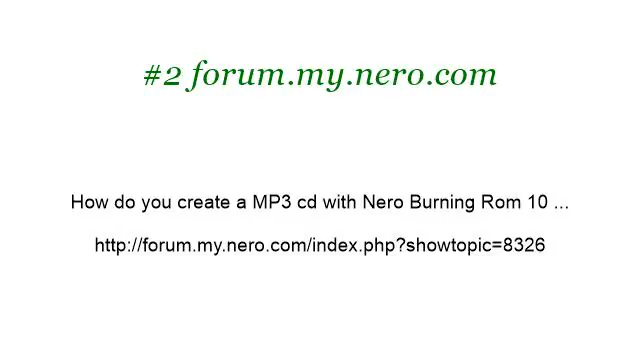 #2 forum.my.nero.com
How do you create a MP3 cd with Nero Burning Rom 10 ...
http://forum.my.nero.com/index.php?showtopic=8326